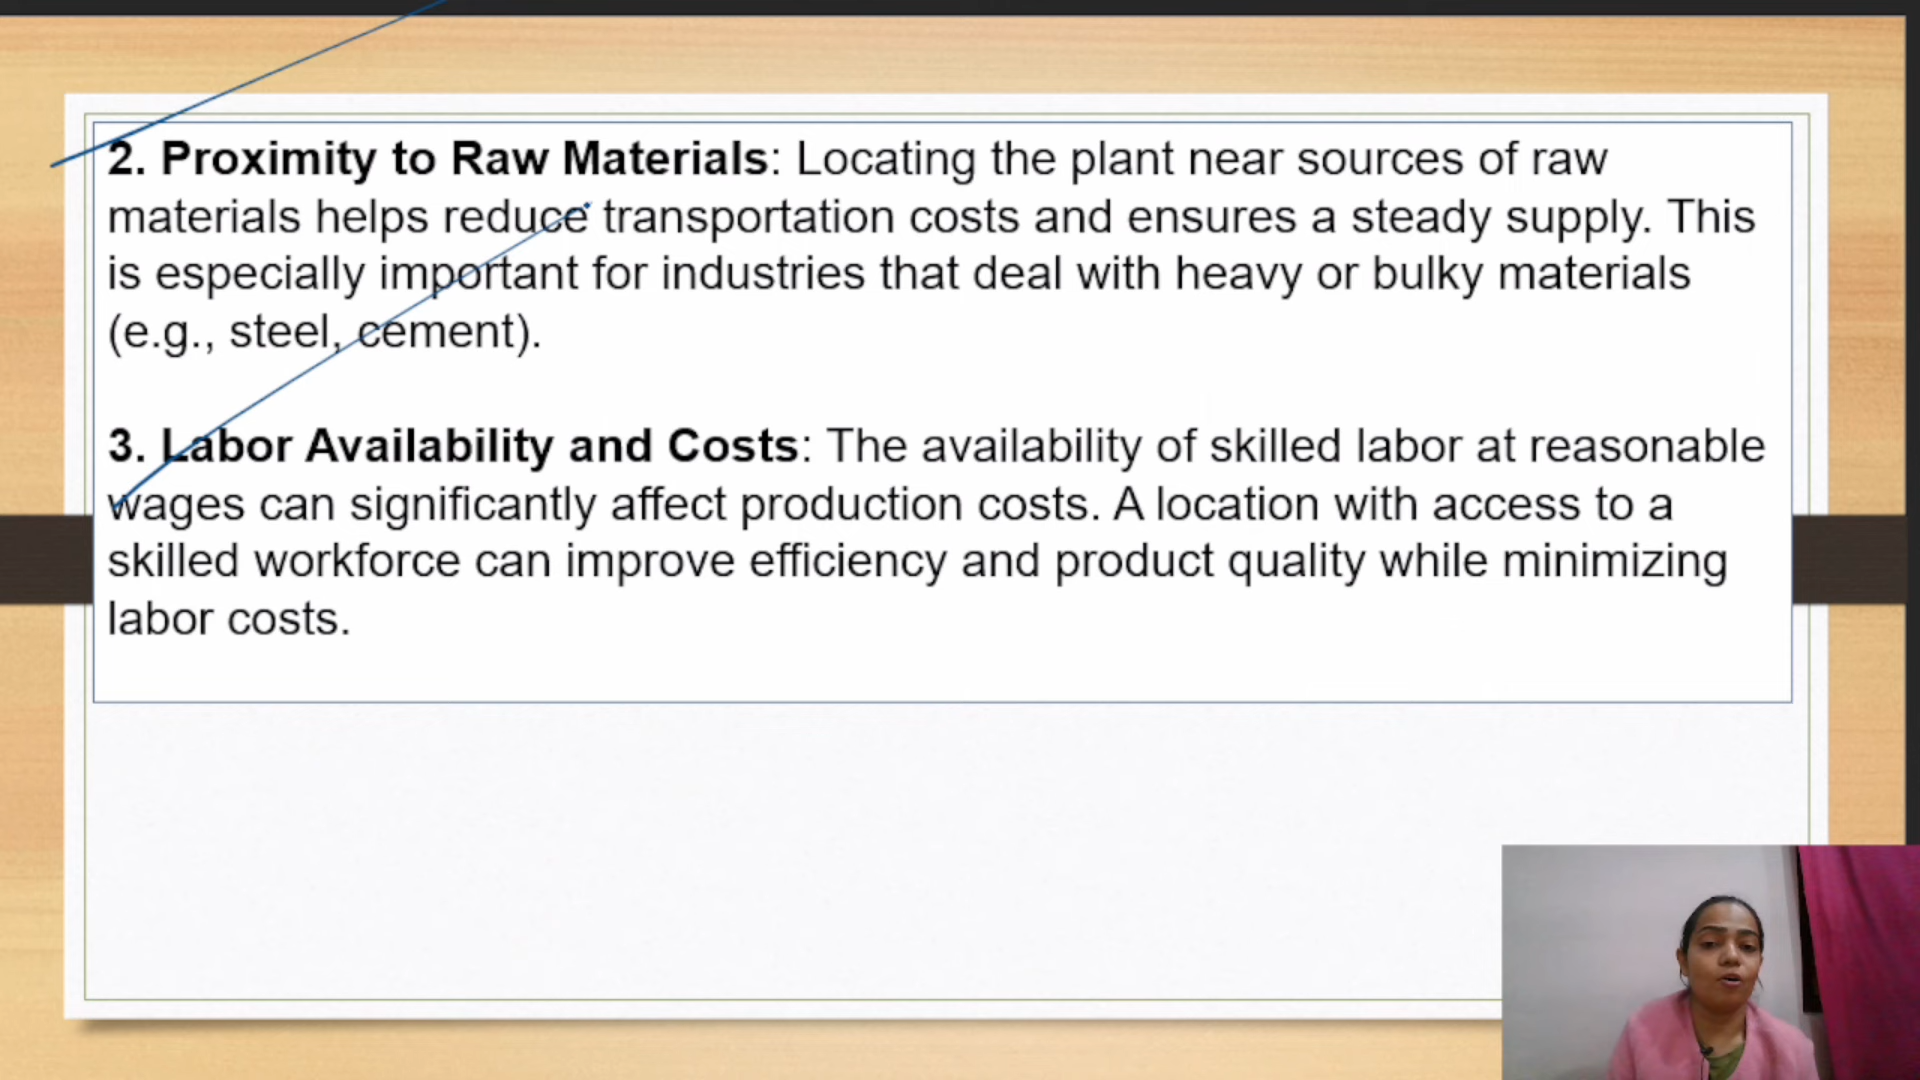 2. Proximity to Raw Materials: Locating the plant near sources of raw
materials helps reduce transportation costs and ensures a steady supply. This
is especially important for industries that deal with heavy or bulky materials
(e.g., steel, cement).
3. Labor Availability and Costs: The availability of skilled labor at reasonable
wages can significantly affect production costs. A location with access to a
skilled workforce can improve efficiency and product quality while minimizing
labor costs.